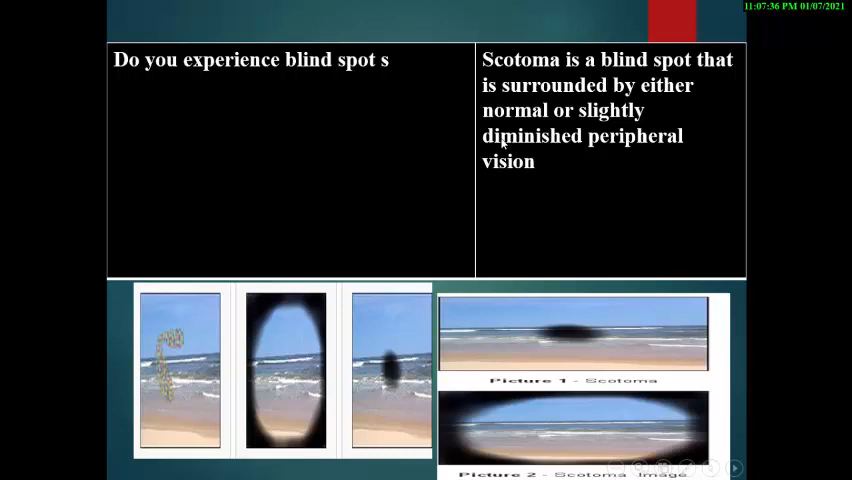 11:07:36 PM 01/07/2021
Do you experience blind spot s
Scotoma is a blind spot that
is surrounded by either
normal or slightly
diminished peripheral
vision
Picture 1 - Scotoma
Picture 2 - Scotoma Image